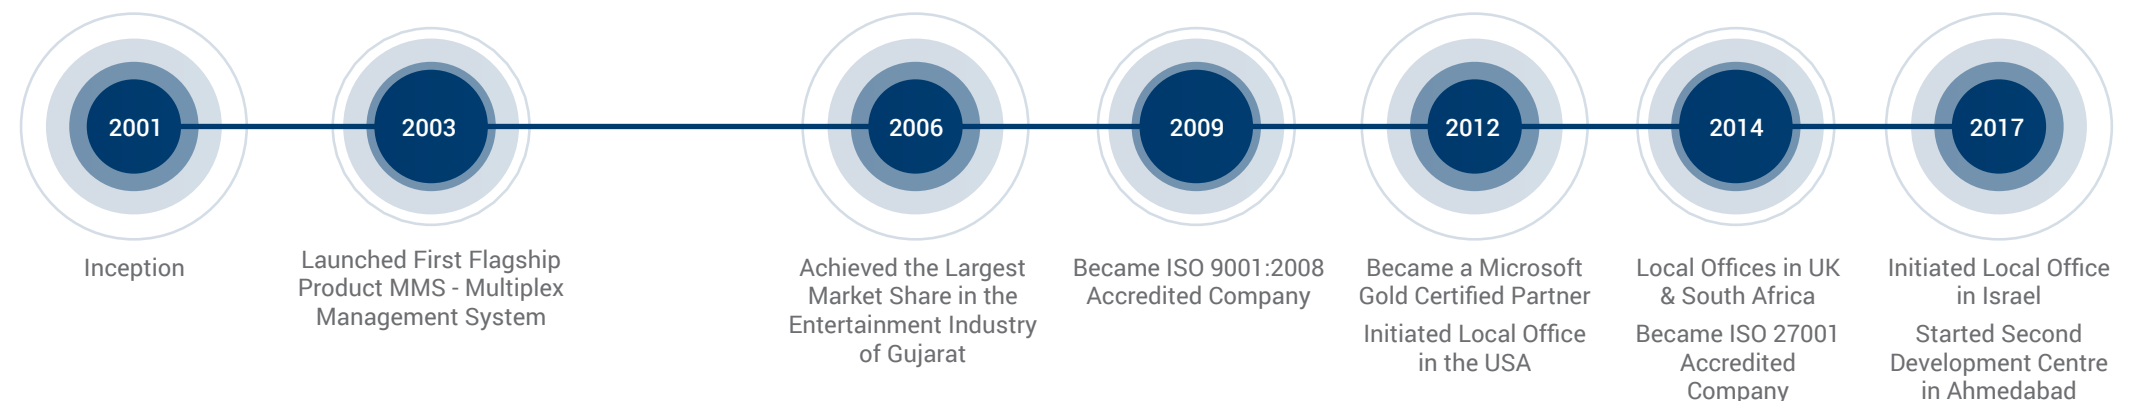 2001
Inception
2003
Launched First Flagship
Product MMS - Multiplex
Management System
2006
Achieved the Largest
Market Share in the
Entertainment Industry
of Gujarat
2009
Became ISO 9001:2008
Accredited Company
2012
Became a Microsoft
Gold Certified Partner
Initiated Local Office
in the USA
2014
Local Offices in UK
& South Africa
Became ISO 27001
Accredited
Company
2017
Initiated Local Office
in Israel
Started Second
Development Centre
in Ahmedabad